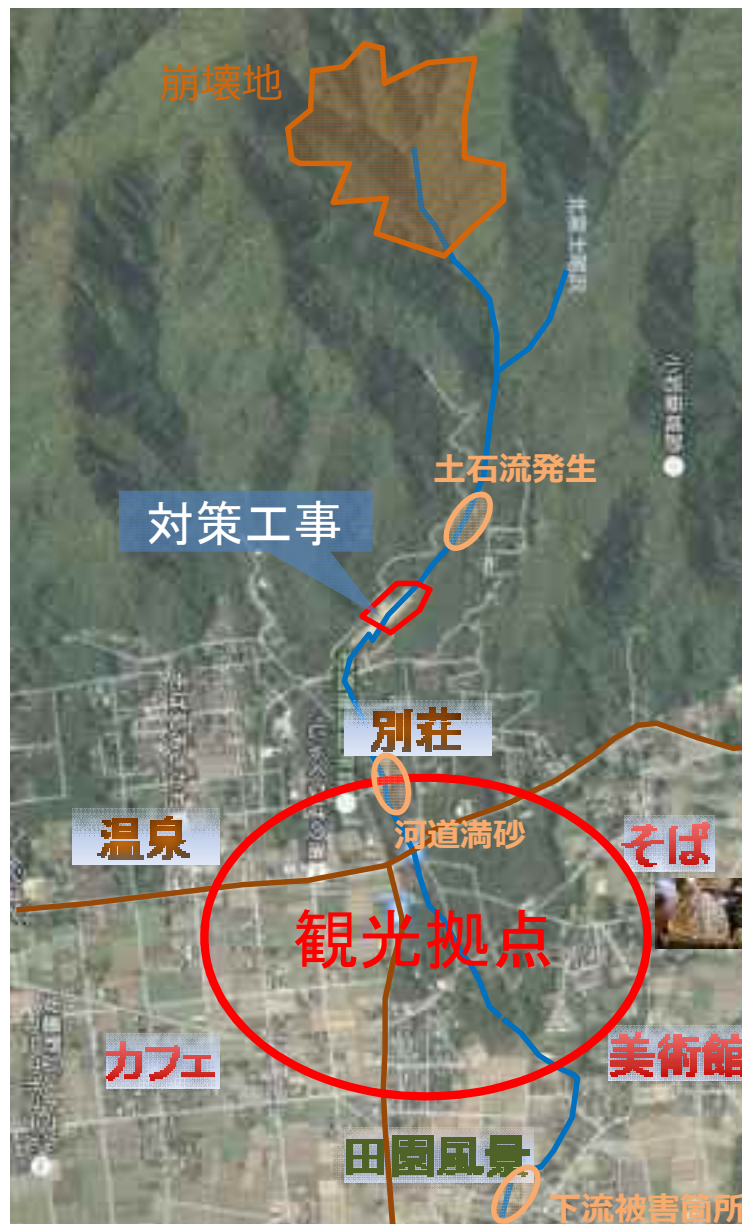 崩壊地
土石流発生
対策工事
別荘
温泉
河道満砂
そば
観光拠点
カフェ
美術館
田園風景
下流被害箇所